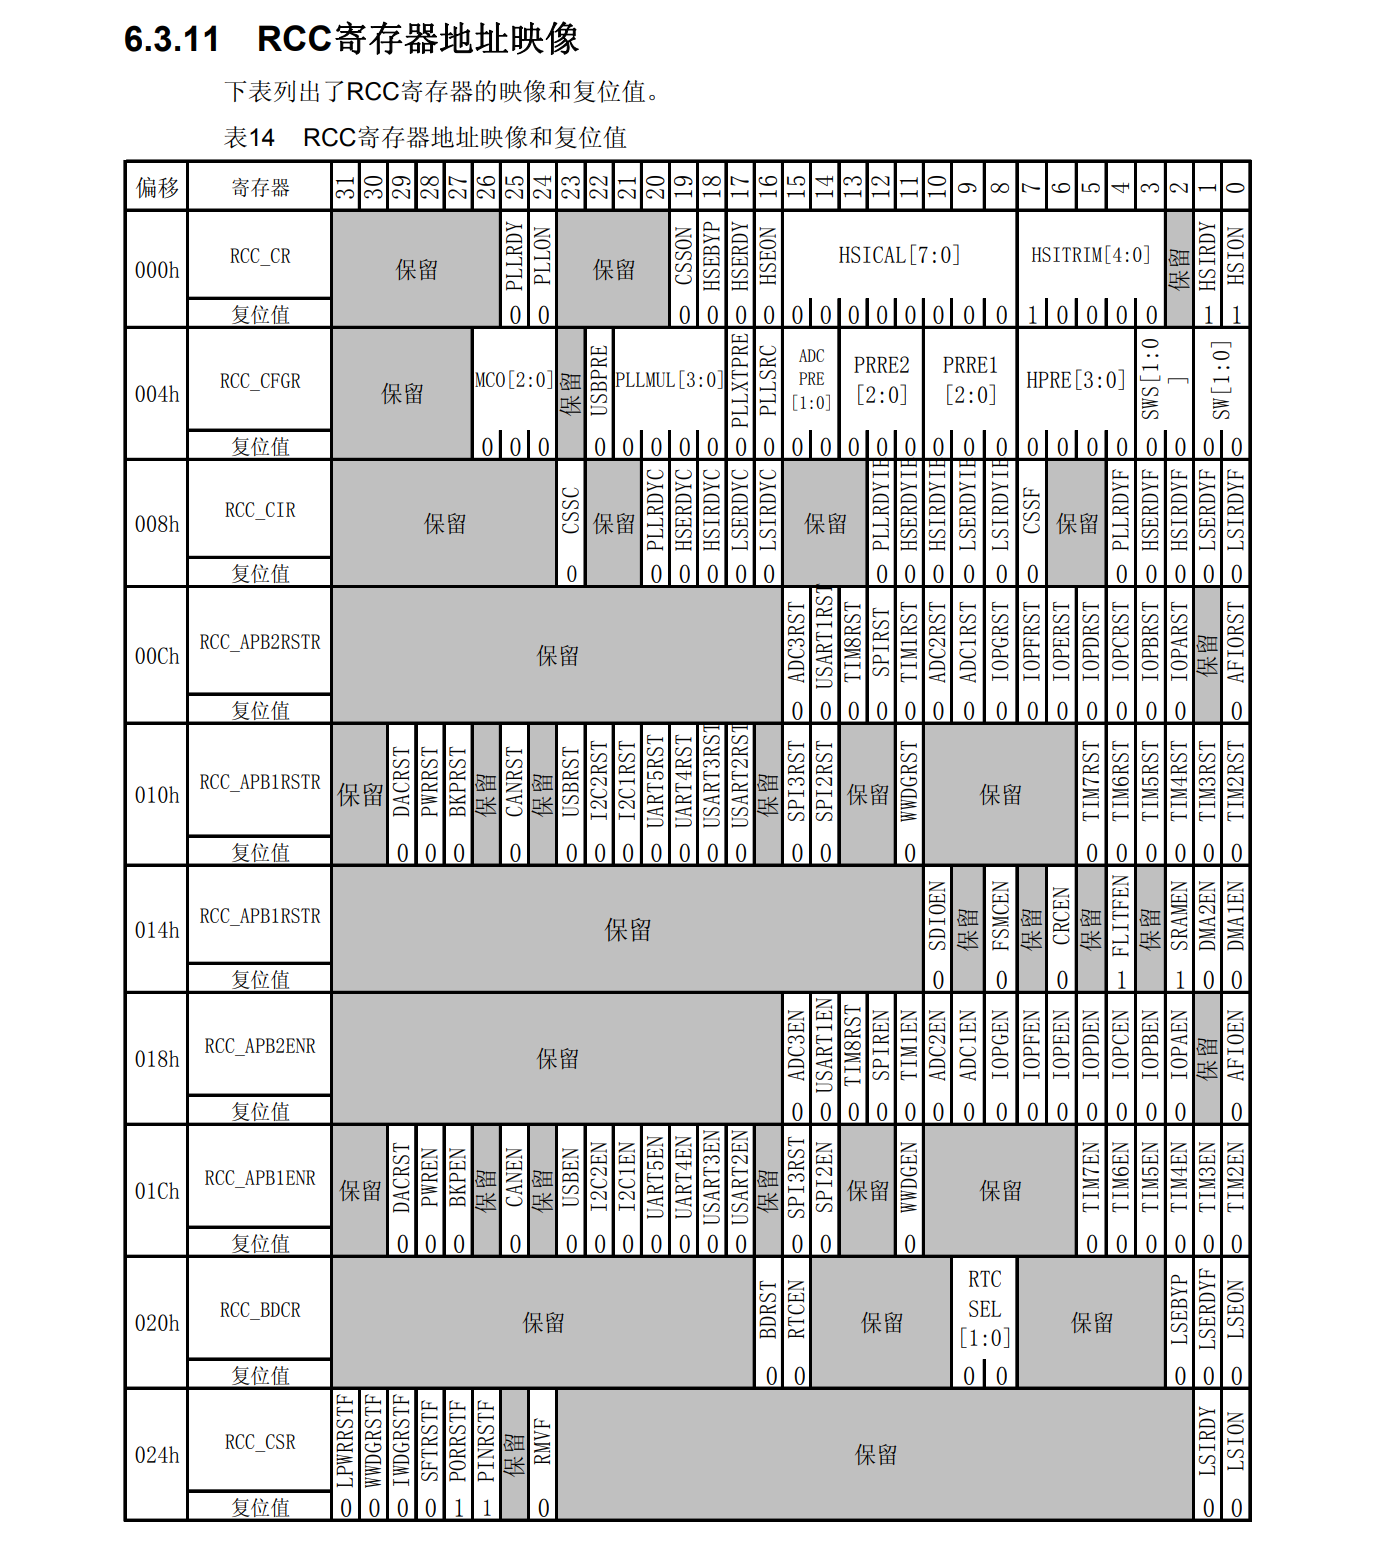 6.3.11 RCC寄存器地址映像
下表列出了RCC寄存器的映像和复位值。
表14 RCC寄存器地址映像和复位值
偏移 寄存器 31 30 29 28 27 26 25 24 23 22 21 20 19 18 17 16 15 14 13 12 11 10 9 8 7 6 5 4 3 2 1 0
000h RCC_CR 保留 PLLRDY PLLON 保留 CSSON HSEBYP HSERDY HSEON HSICAL[7:0] HSITRIM[4:0] 保留 HSIRDY HSION
复位值 0 0 0 0 0 0 0 0 0 0 0 0 0 0 1 0 0 0 0 1 1
004h RCC_CFGR 保留 MCO[2:0] 保留 USBPRE PLLMUL[3:0] PLLXTPRE PLLSRC ADC PRE [1:0] PRRE2 [2:0] PRRE1 [2:0] HPRE[3:0] SWS[1:0] SW[1:0]
复位值 0 0 0 0 0 0 0 0 0 0 0 0 0 0 0 0 0 0 0 0 0 0 0 0 0 0
008h RCC_CIR 保留 CSSC 保留 PLLRDYC HSERDYC HSIRDYC LSERDYC LSIRDYC 保留 PLLRDYIE HSERDYIE HSIRDYIE LSERDYIE LSIRDYIE CSSF 保留 PLLRDYF HSERDYF HSIRDYF LSERDYF LSIRDYF
复位值 0 0 0 0 0 0 0 0 0 0 0 0 0 0 0 0 0
00Ch RCC_APB2RSTR 保留 ADC3RST USART1RST TIM8RST SPIRST TIM1RST ADC2RST ADC1RST IOPGRST IOPFRST IOPERST IOPDRST IOPCRST IOPBRST IOPARST 保留 AFIORST
复位值 0 0 0 0 0 0 0 0 0 0 0 0 0 0 0
010h RCC_APB1RSTR 保留 DACRST PWRRST BKPRST 保留 CANRST 保留 USBRST I2C2RST I2C1RST UART5RST UART4RST USART3RST USART2RST 保留 SPI3RST SPI2RST 保留 WWDGRST 保留 TIM7RST TIM6RST TIM5RST TIM4RST TIM3RST TIM2RST
复位值 0 0 0 0 0 0 0 0 0 0 0 0 0 0 0 0 0 0 0 0
014h RCC_APB1RSTR 保留 SDIOEN 保留 FSMCEN 保留 CRCEN 保留 FLITFEN 保留 SRAMEN DMA2EN DMA1EN
复位值 0 0 0 1 1 0 0
018h RCC_APB2ENR 保留 ADC3EN USART1EN TIM8RST SPIREN TIM1EN ADC2EN ADC1EN IOPGEN IOPFEN IOPEEN IOPDEN IOPCEN IOPBEN IOPAEN 保留 AFIOEN
复位值 0 0 0 0 0 0 0 0 0 0 0 0 0 0 0
01Ch RCC_APB1ENR 保留 DACRST PWREN BKPEN 保留 CANEN 保留 USBEN I2C2EN I2C1EN UART5EN UART4EN USART3EN USART2EN 保留 SPI3RST SPI2EN 保留 WWDGEN 保留 TIM7EN TIM6EN TIM5EN TIM4EN TIM3EN TIM2EN
复位值 0 0 0 0 0 0 0 0 0 0 0 0 0 0 0 0 0 0 0 0
020h RCC_BDCR 保留 BDRST RTCEN 保留 RTC SEL [1:0] 保留 LSEBYP LSERDYF LSEON
复位值 0 0 0 0 0 0 0
024h RCC_CSR LPWRRSTF WWDGRSTF IWDGRSTF SFTRSTF PORRSTF PINRSTF 保留 RMVF 保留 LSIRDY LSION
复位值 0 0 0 0 1 1 0 0 0